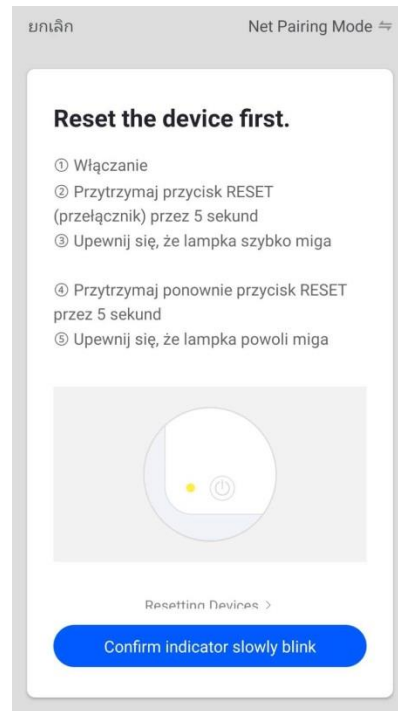 ยกเลิก
Net Pairing Mode ⇋
Reset the device first.
① Włączanie
② Przytrzymaj przycisk RESET
(przełącznik) przez 5 sekund
③ Upewnij się, że lampka szybko miga
④ Przytrzymaj ponownie przycisk RESET
przez 5 sekund
⑤ Upewnij się, że lampka powoli miga
Resetting Devices >
Confirm indicator slowly blink